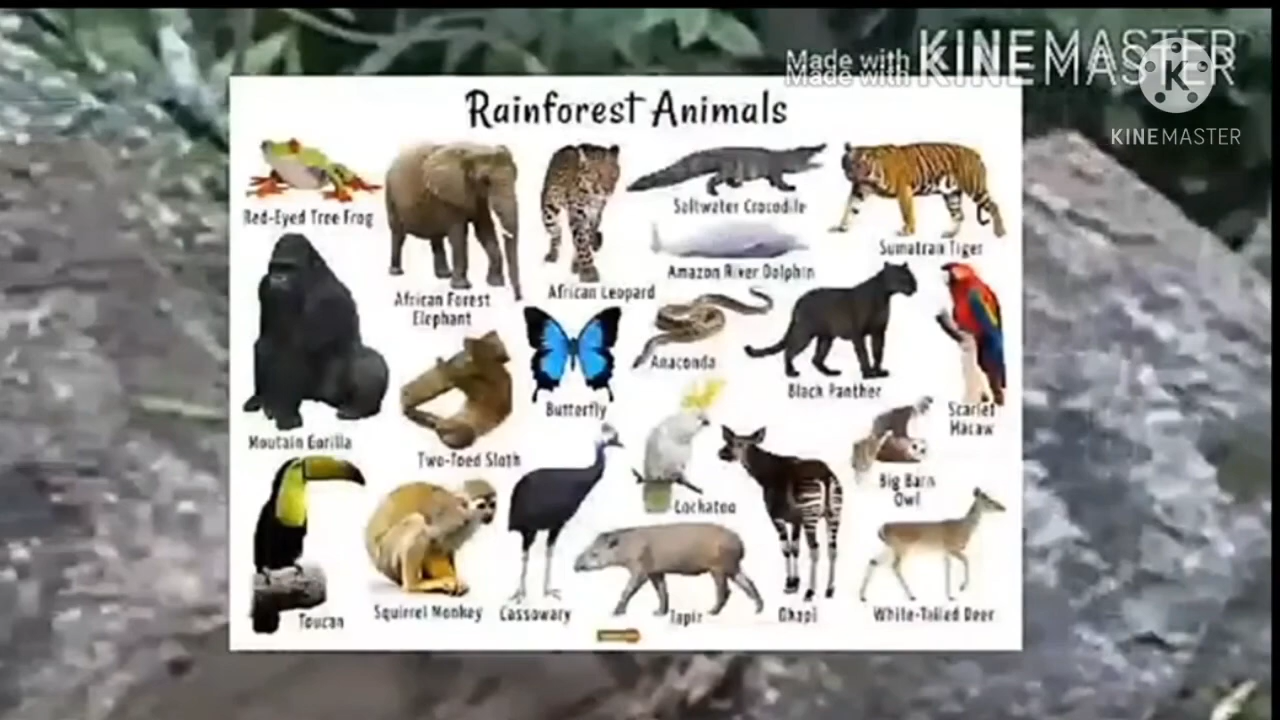 Made with KINEMASTER
Made with
K
KINEMASTER
Rainforest Animals
Red-Eyed Tree Frog
African Forest
Elephant
African Leopard
Saltwater Crocodile
Amazon River Dolphin
Sumatran Tiger
Moutain Gorilla
Two-Toed Sloth
Butterfly
Anaconda
Black Panther
Scarlet
Macaw
Toucan
Squirrel Monkey
Cassowary
Lockatoo
Tapir
Okapi
Big Barn
Owl
White-Tailed Deer